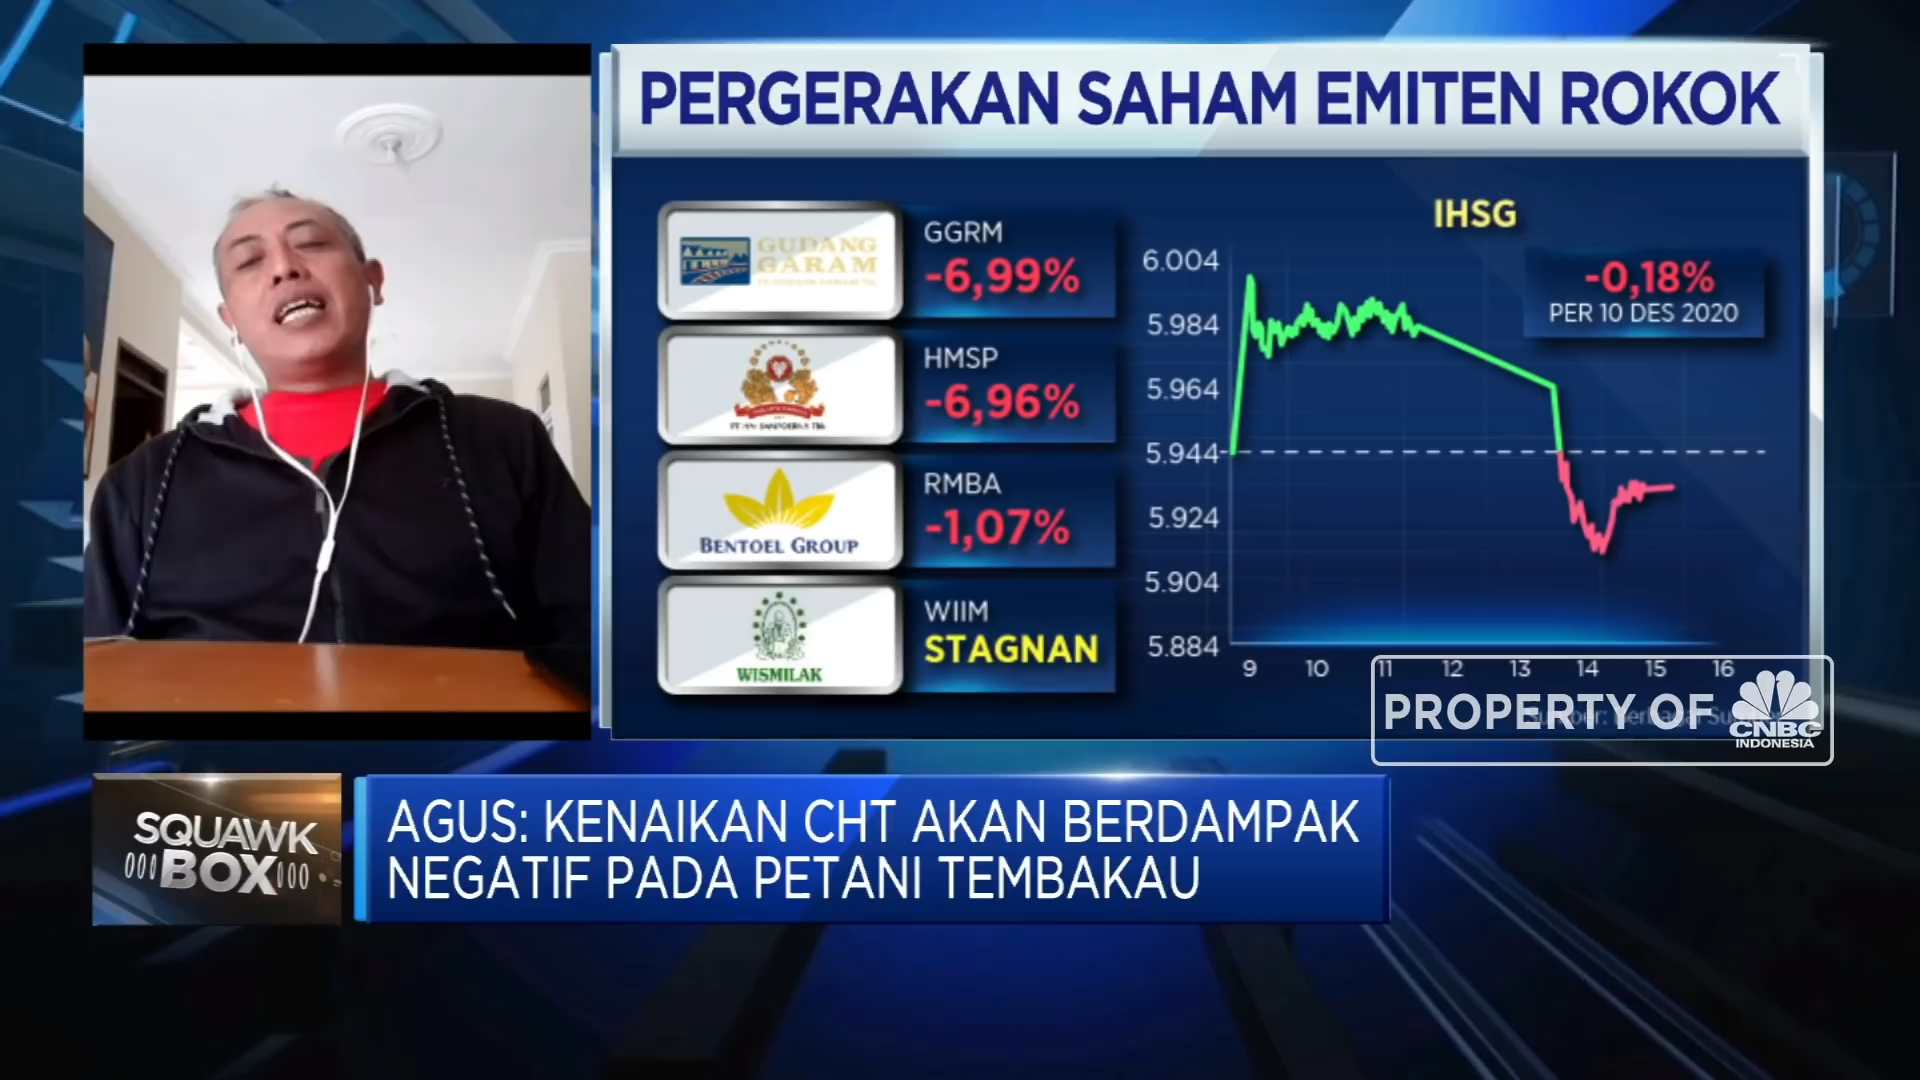 PERGERAKAN SAHAM EMITEN ROKOK
GUDANG
GARAM
GGRM
-6,99%
HMSP
-6,96%
BENTOEL GROUP
RMBA
-1,07%
WISMILAK
WIIM
STAGNAN
IHSG
-0,18%
PER 10 DES 2020
6.004
5.984
5.964
5.944
5.924
5.904
5.884
9 10 11 12 13 14 15 16
PROPERTY OF CNBC
INDONESIA
SQUAWK
BOX
AGUS: KENAIKAN CHT AKAN BERDAMPAK
NEGATIF PADA PETANI TEMBAKAU